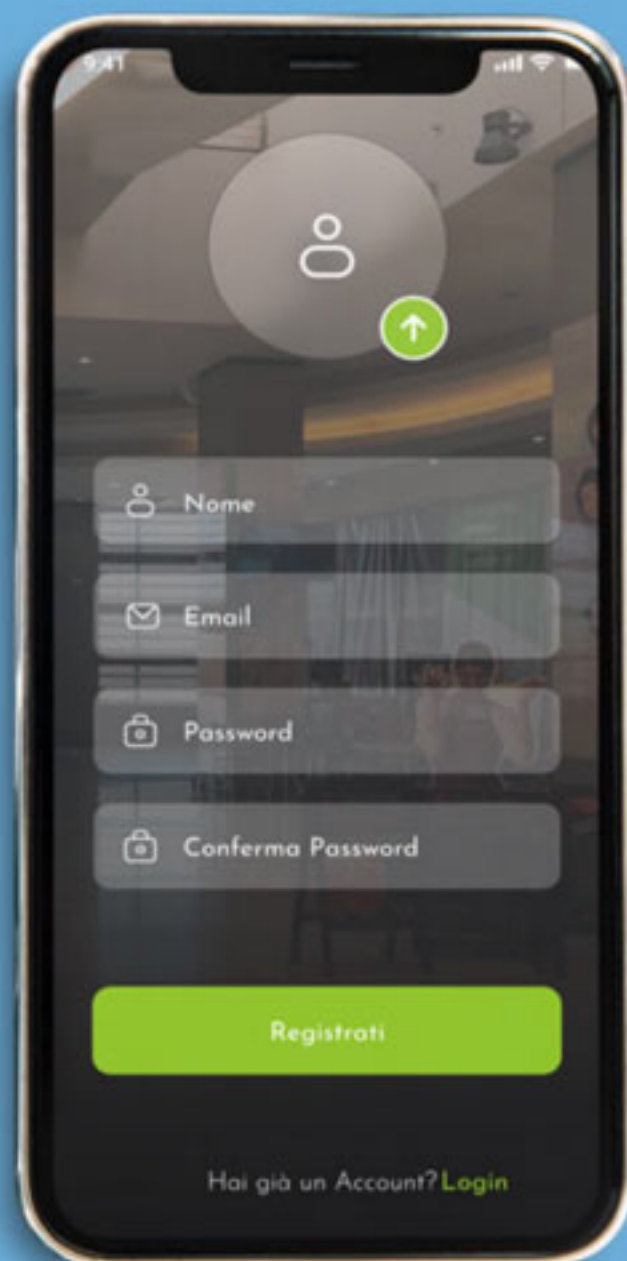 9:41
Nome
Email
Password
Conferma Password
Registrati
Hai già un Account? Login